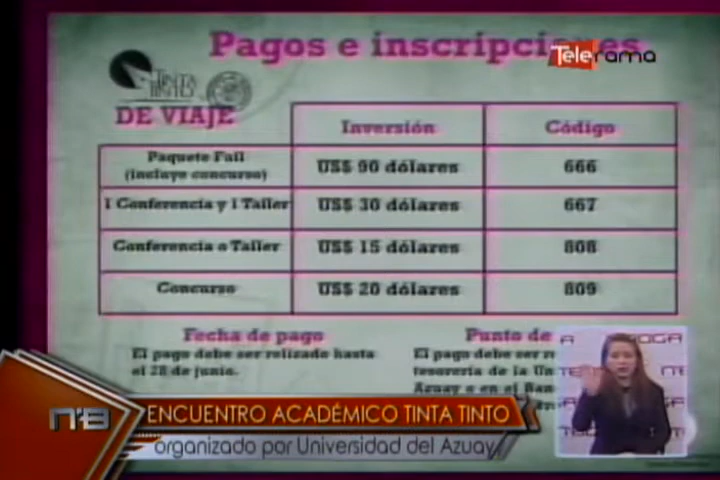 Pagos e inscripciones
Telerama
TINTA
TINTO
DE VIAJE
Inversión
Código
Paquete Full
(incluye concurso)
US$ 90 dólares
666
1 Conferencia y 1 Taller
US$ 30 dólares
667
Conferencia o Taller
US$ 15 dólares
808
Concurso
US$ 20 dólares
809
Fecha de pago
El pago debe ser relizado hasta
el 28 de junio.
Punto de
El pago debe ser re
tesorería de la Un
Azuay o en el Ban
ENCUENTRO ACADÉMICO TINTA TINTO
organizado por Universidad del Azuay